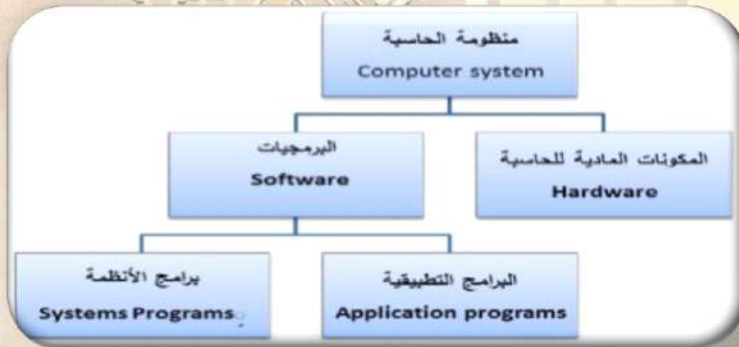 منظومة الحاسبة
Computer system
البرمجيات
Software
المكونات المادية للحاسبة
Hardware
برامج الأنظمة
Systems Programs
البرامج التطبيقية
Application programs